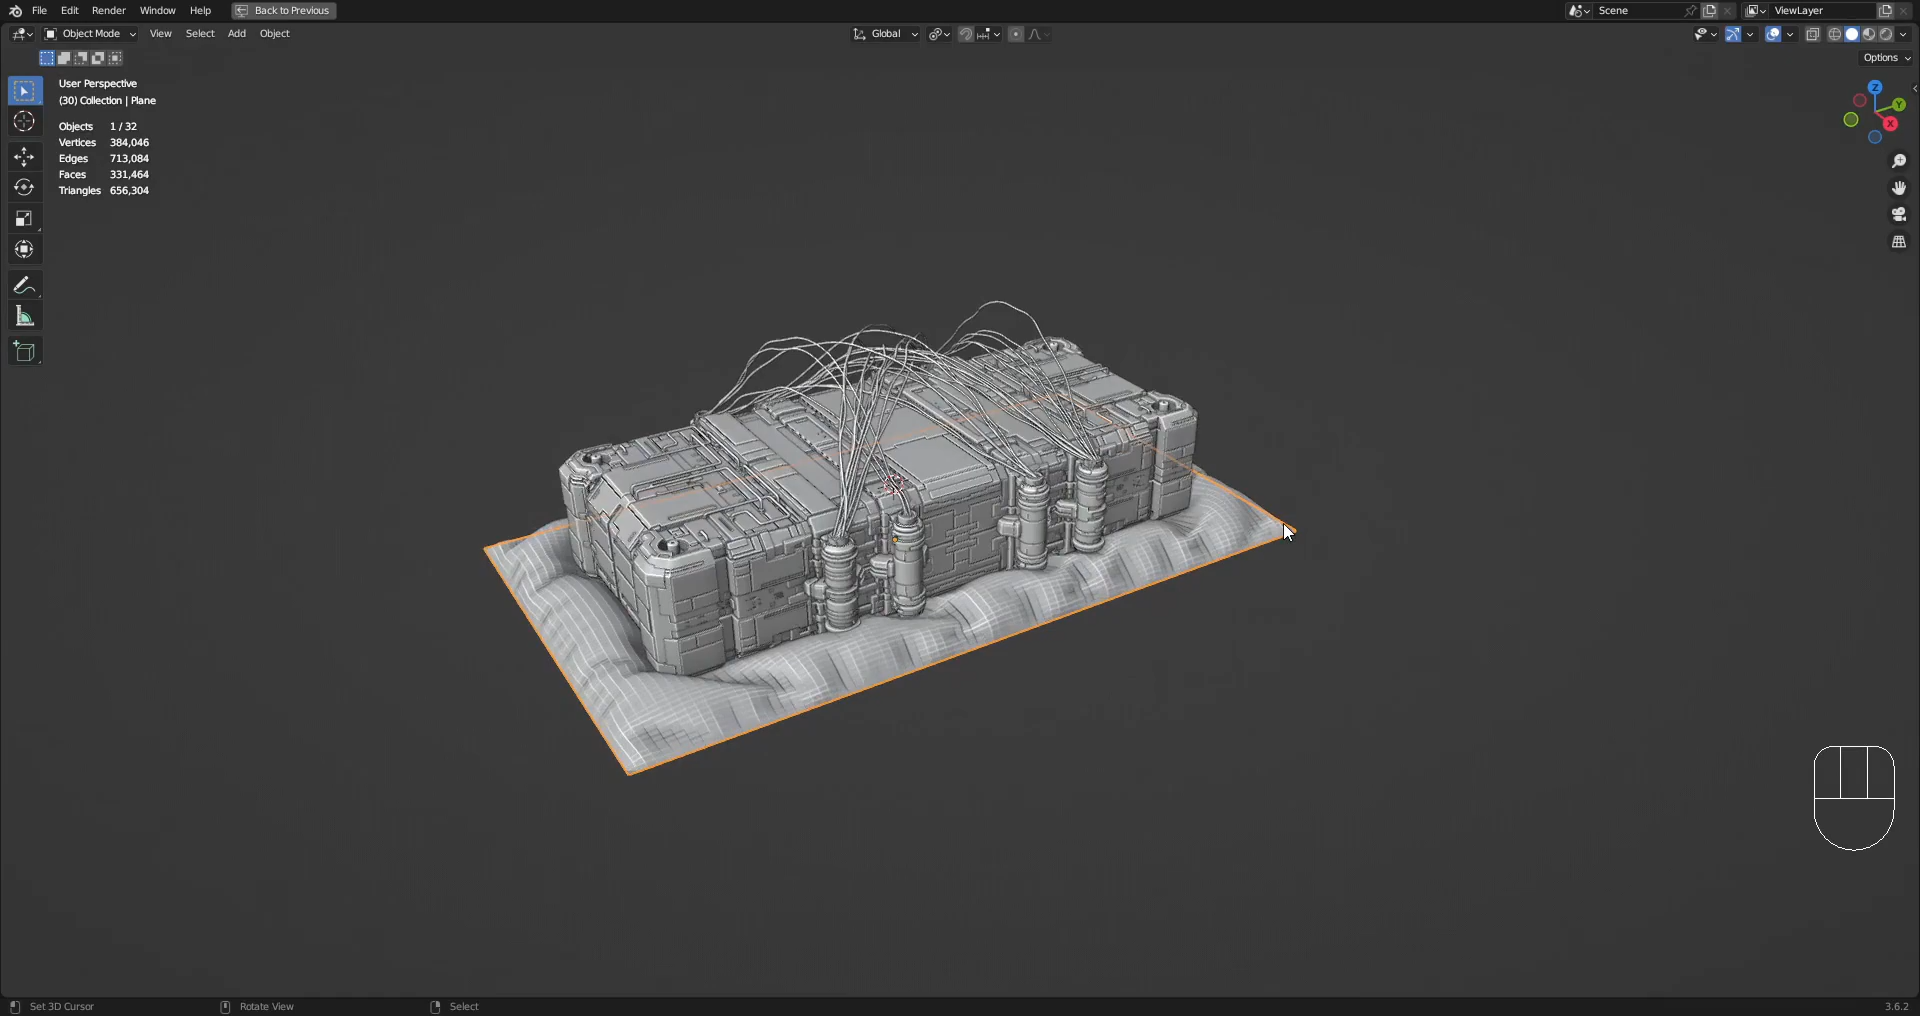 File Edit Render Window Help Back to Previous Scene ViewLayer
Object Mode View Select Add Object Global
Options
User Perspective
(30) Collection | Plane
Objects 1 / 32
Vertices 384,046
Edges 713,084
Faces 331,464
Triangles 656,304
Z
Y
X
Set 3D Cursor Rotate View Select 3.6.2